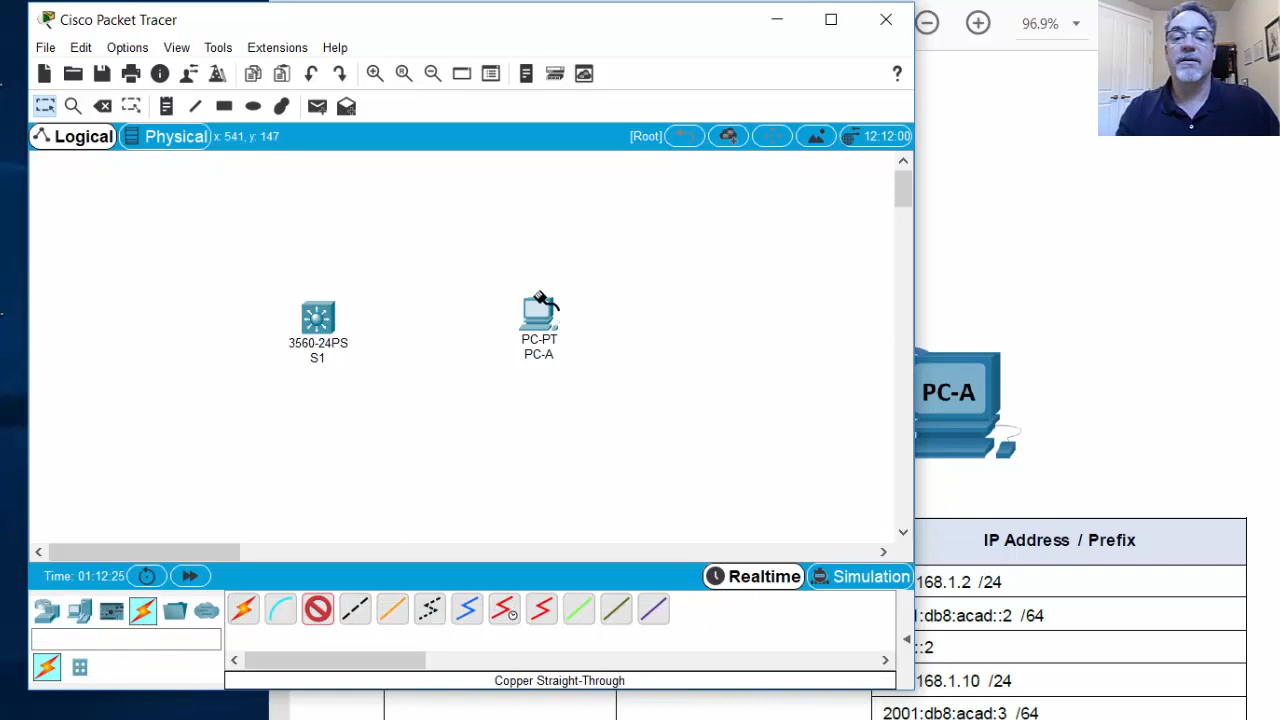 Cisco Packet Tracer
96.9%
File Edit Options View Tools Extensions Help
?
Logical Physical x: 541, y: 147 [Root] 12:12:00
3560-24PS
S1
PC-PT
PC-A
PC-A
Time: 01:12:25 Realtime Simulation
Copper Straight-Through
IP Address / Prefix
168.1.2 /24
:db8:acad::2 /64
::2
168.1.10 /24
2001:db8:acad:3 /64